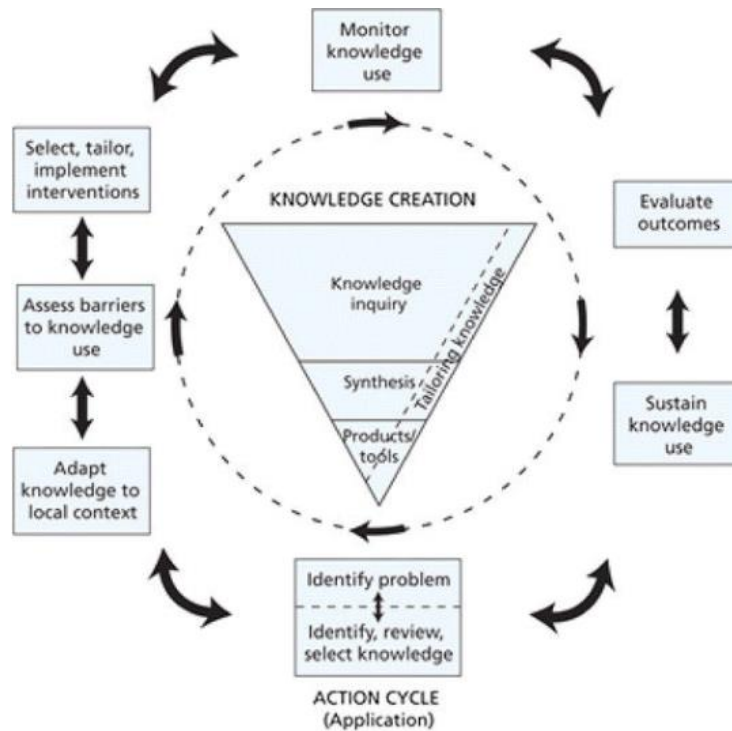 Monitor
knowledge
use
Select, tailor,
implement
interventions
Evaluate
outcomes
KNOWLEDGE CREATION
Knowledge
inquiry
Tailoring knowledge
Assess barriers
to knowledge
use
Synthesis
Products/
tools
Sustain
knowledge
use
Adapt
knowledge to
local context
Identify problem
Identify, review,
select knowledge
ACTION CYCLE
(Application)